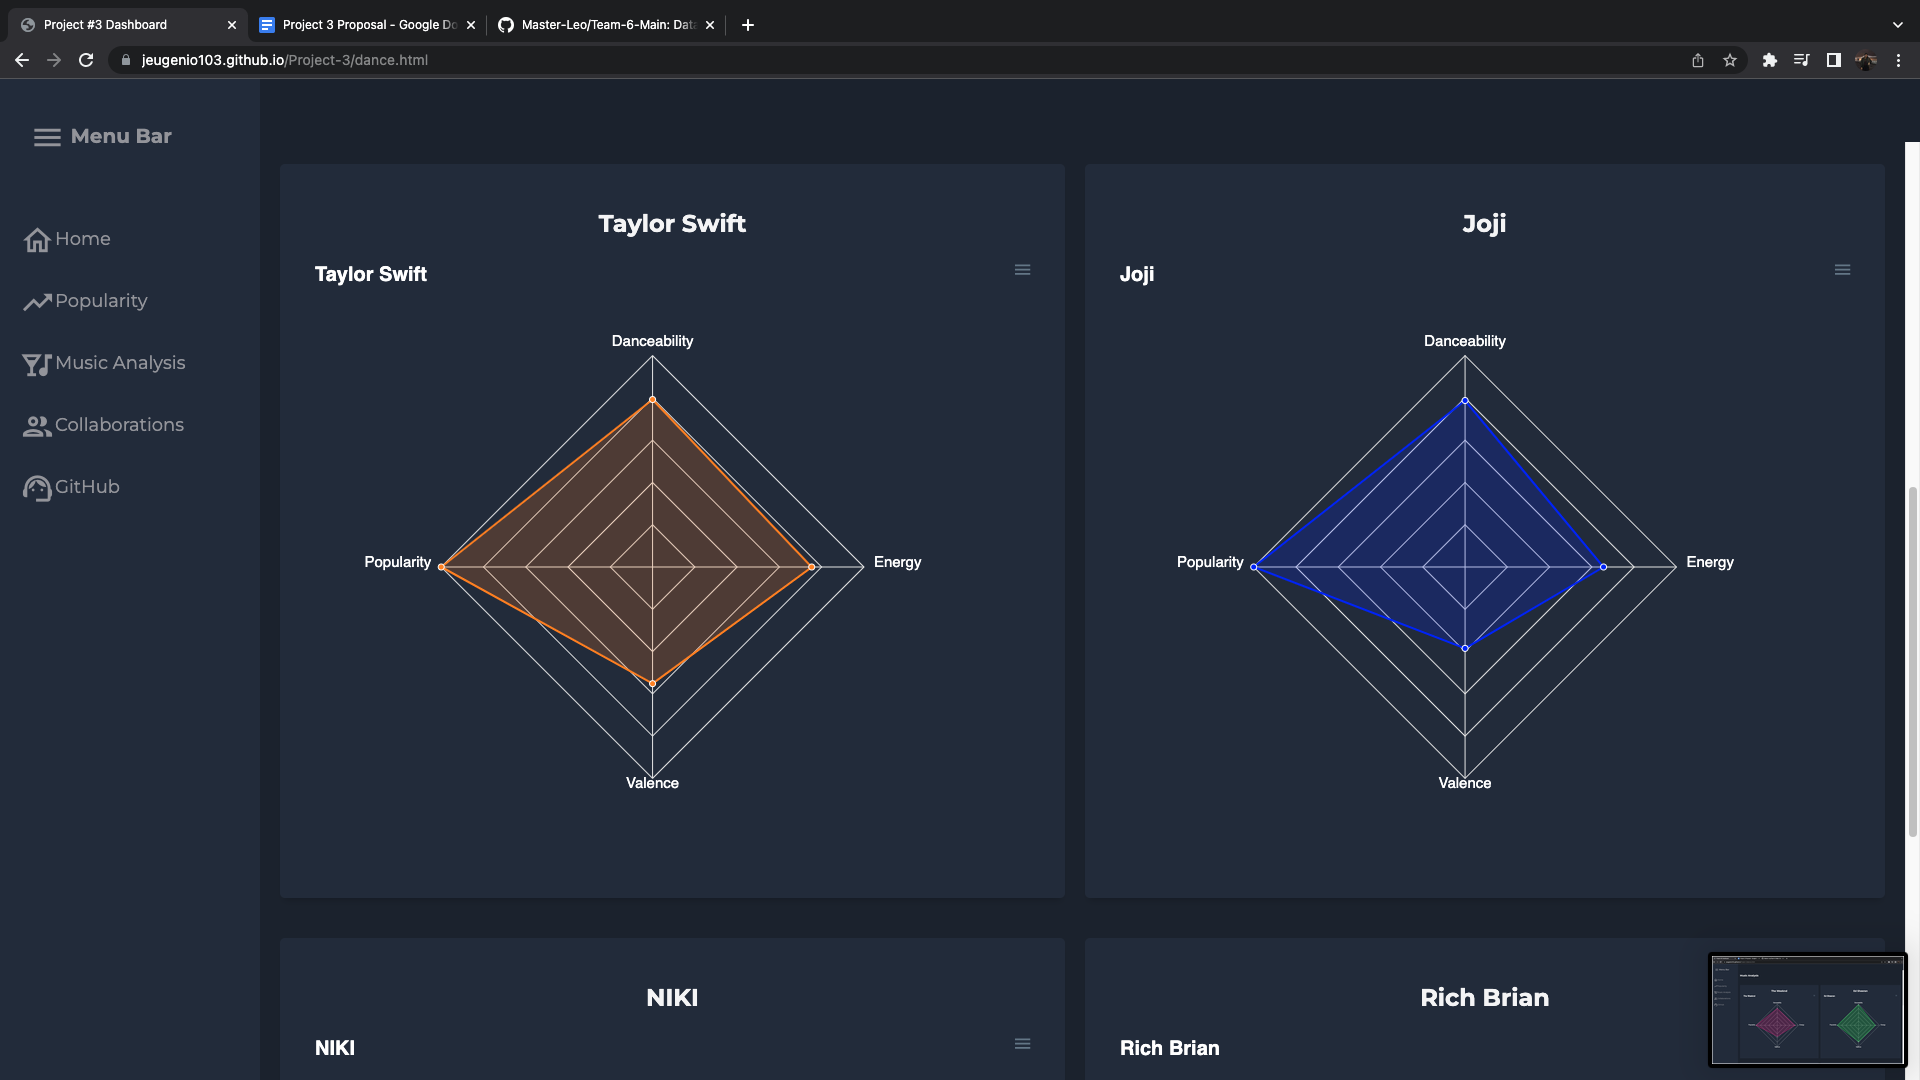 Project #3 Dashboard
Project 3 Proposal - Google Do
Master-Leo/Team-6-Main: Data
jeugenio103.github.io/Project-3/dance.html
Menu Bar
Home
Popularity
Music Analysis
Collaborations
GitHub
Taylor Swift
Taylor Swift
Danceability
Popularity
Energy
Valence
Joji
Joji
Danceability
Popularity
Energy
Valence
NIKI
NIKI
Rich Brian
Rich Brian